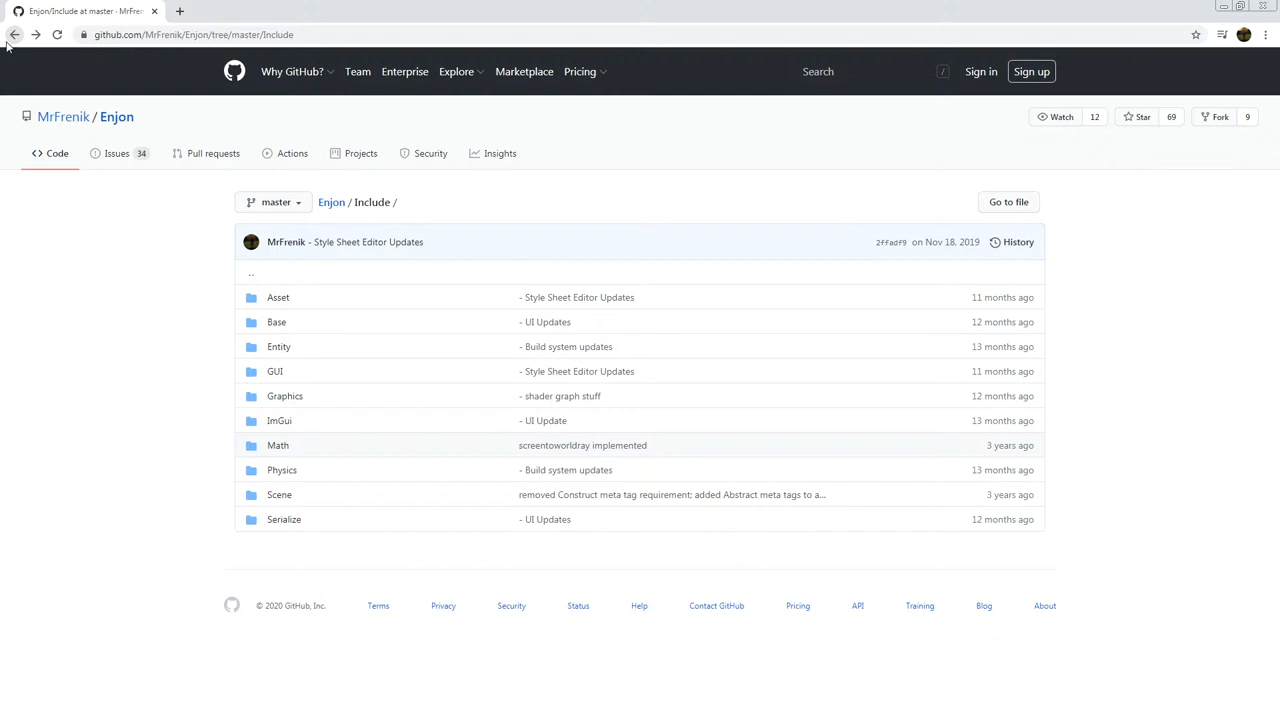 Enjon/Include at master · MrFren
github.com/MrFrenik/Enjon/tree/master/Include
Why GitHub? Team Enterprise Explore Marketplace Pricing Search / Sign in Sign up
MrFrenik / Enjon Watch 12 Star 69 Fork 9
Code Issues 34 Pull requests Actions Projects Security Insights
master Enjon / Include / Go to file
MrFrenik - Style Sheet Editor Updates 2ffadf9 on Nov 18, 2019 History
..
Asset - Style Sheet Editor Updates 11 months ago
Base - UI Updates 12 months ago
Entity - Build system updates 13 months ago
GUI - Style Sheet Editor Updates 11 months ago
Graphics - shader graph stuff 12 months ago
ImGui - UI Update 13 months ago
Math screentoworldray implemented 3 years ago
Physics - Build system updates 13 months ago
Scene removed Construct meta tag requirement; added Abstract meta tags to a... 3 years ago
Serialize - UI Updates 12 months ago
© 2020 GitHub, Inc. Terms Privacy Security Status Help Contact GitHub Pricing API Training Blog About